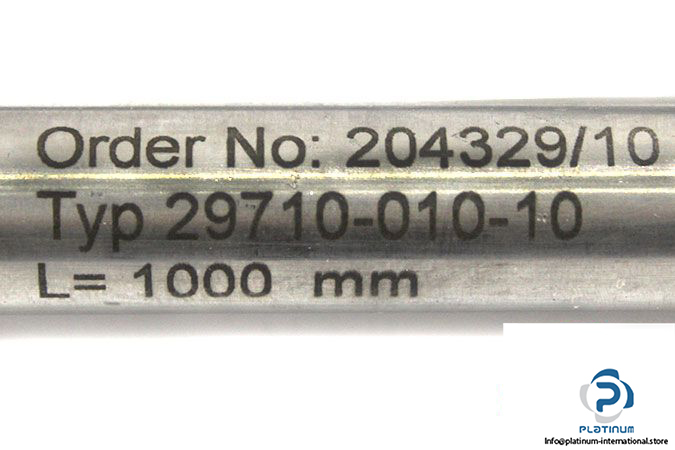 Order No: 204329/10
Typ 29710-010-10
L= 1000 mm
PLATINUM
Info@platinum-international.store